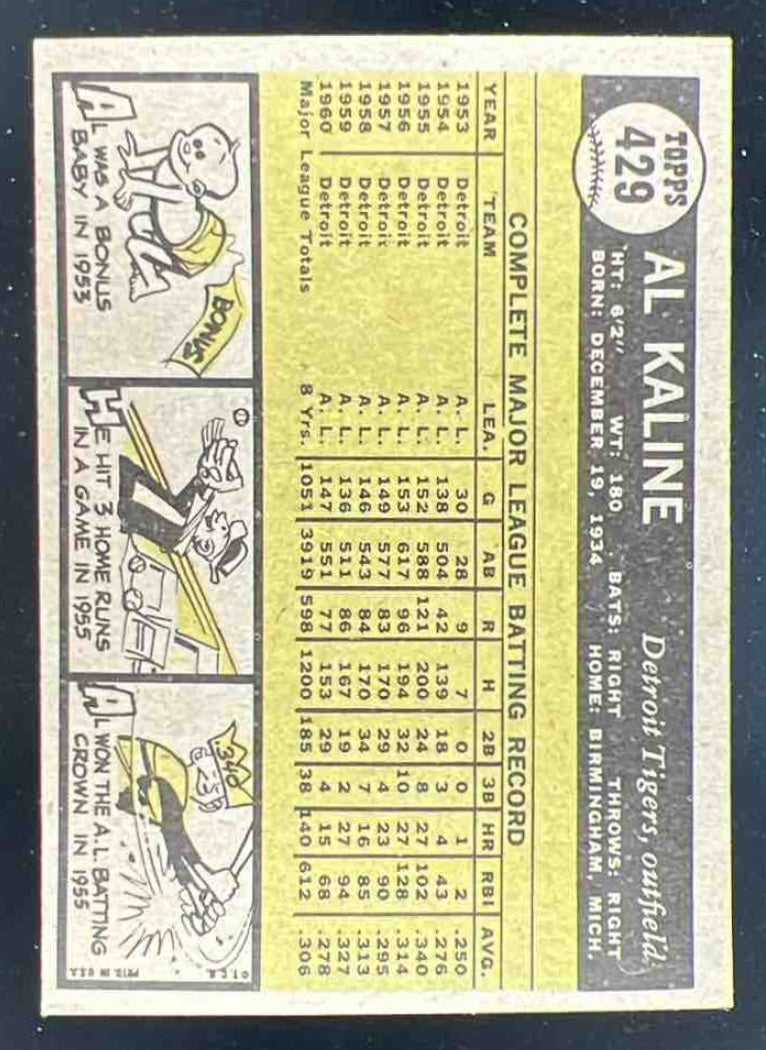 TOPPS
429
AL KALINE Detroit Tigers, outfield
HT: 6'2" WT: 180 BATS: RIGHT THROWS: RIGHT
BORN: DECEMBER 19, 1934 HOME: BIRMINGHAM, MICH.
COMPLETE MAJOR LEAGUE BATTING RECORD
YEAR TEAM LEA. G AB R H 2B 3B HR RBI AVG.
1953 Detroit A. L. 30 28 9 7 0 0 1 2 .250
1954 Detroit A. L. 138 504 42 139 18 3 4 43 .276
1955 Detroit A. L. 152 588 121 200 24 8 27 102 .340
1956 Detroit A. L. 153 617 96 194 32 10 27 128 .314
1957 Detroit A. L. 149 577 83 170 29 4 23 90 .295
1958 Detroit A. L. 146 543 84 170 34 7 16 85 .313
1959 Detroit A. L. 136 511 86 167 19 2 27 94 .327
1960 Detroit A. L. 147 551 77 153 29 4 15 68 .278
Major League Totals 8 Yrs. 1051 3919 598 1200 185 38 140 612 .306
BONUS
AL WAS A BONUS
BABY IN 1953
HE HIT 3 HOME RUNS
IN A GAME IN 1955
.340
AL WON THE A.L. BATTING
CROWN IN 1955
© T.C.G.
PRTD. IN U.S.A.